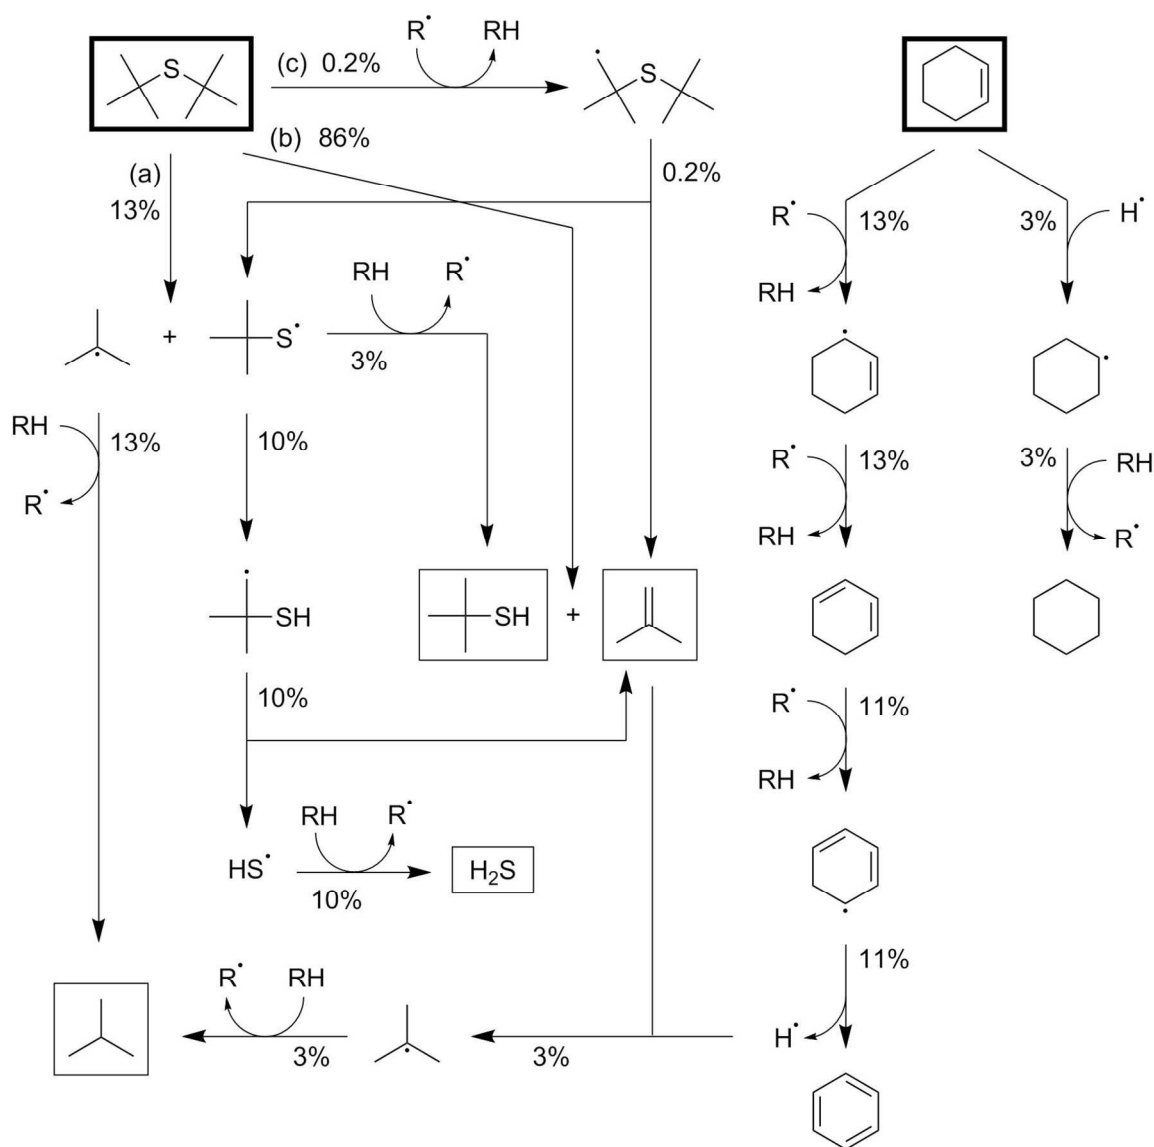 R• RH
S (c) 0.2% S
(b) 86%
(a) 0.2%
13% R• 13% 3% H•
RH R• RH
+ S•
3%
RH 13% 10% R• 13% 3% RH
R• RH R•
SH SH +
10% R• 11%
RH
RH R•
HS• H₂S
10%
R• RH 11%
3% 3% H•